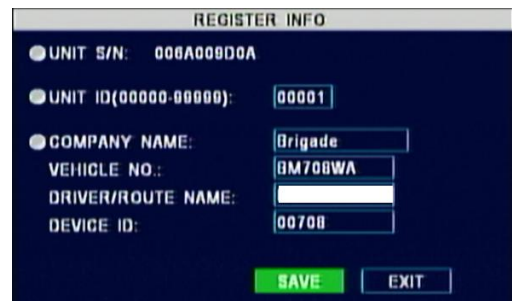 REGISTER INFO
UNIT S/N: 006A009D0A
UNIT ID(00000-99999): 00001
COMPANY NAME: Brigade
VEHICLE NO.: BM708WA
DRIVER/ROUTE NAME:
DEVICE ID: 00708
SAVE EXIT